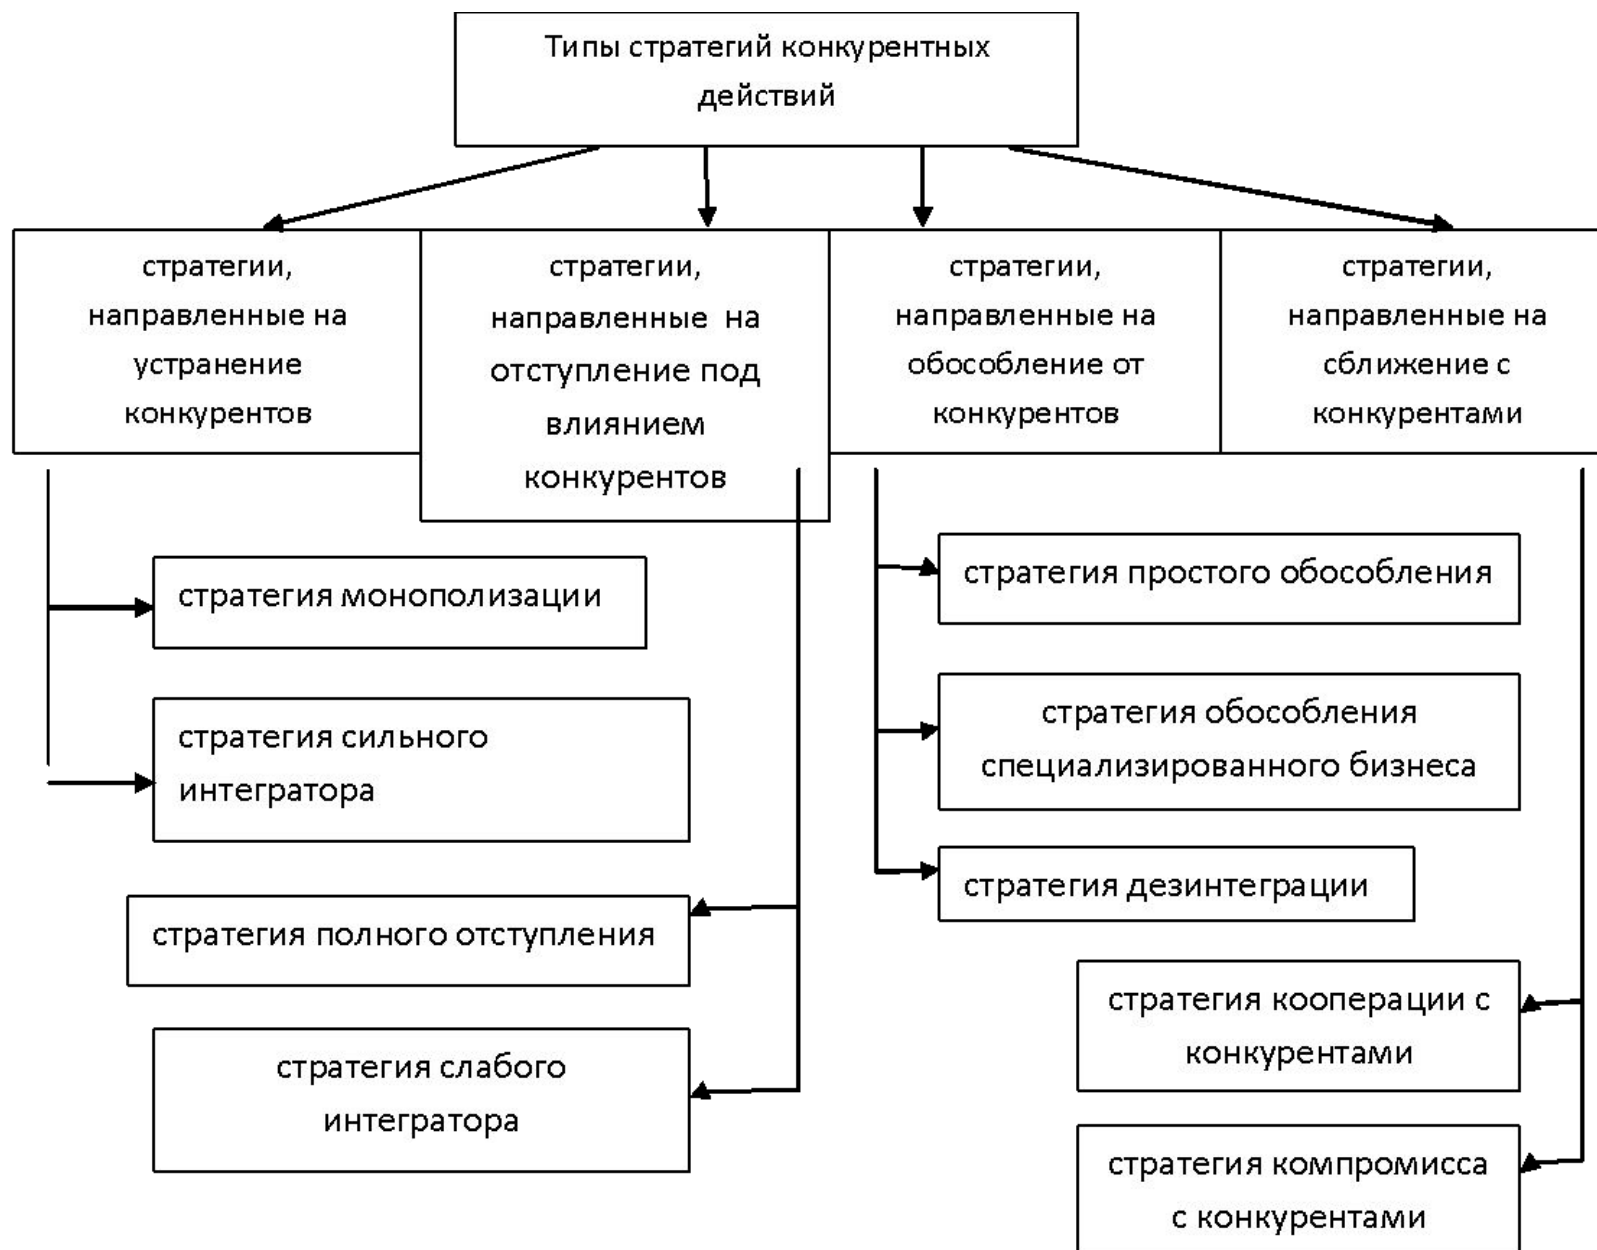 Типы стратегий конкурентных
действий
стратегии,
направленные на
устранение
конкурентов
стратегии,
направленные на
отступление под
влиянием
конкурентов
стратегии,
направленные на
обособление от
конкурентов
стратегии,
направленные на
сближение с
конкурентами
стратегия монополизации
стратегия сильного
интегратора
стратегия полного отступления
стратегия слабого
интегратора
стратегия простого обособления
стратегия обособления
специализированного бизнеса
стратегия дезинтеграции
стратегия кооперации с
конкурентами
стратегия компромисса
с конкурентами